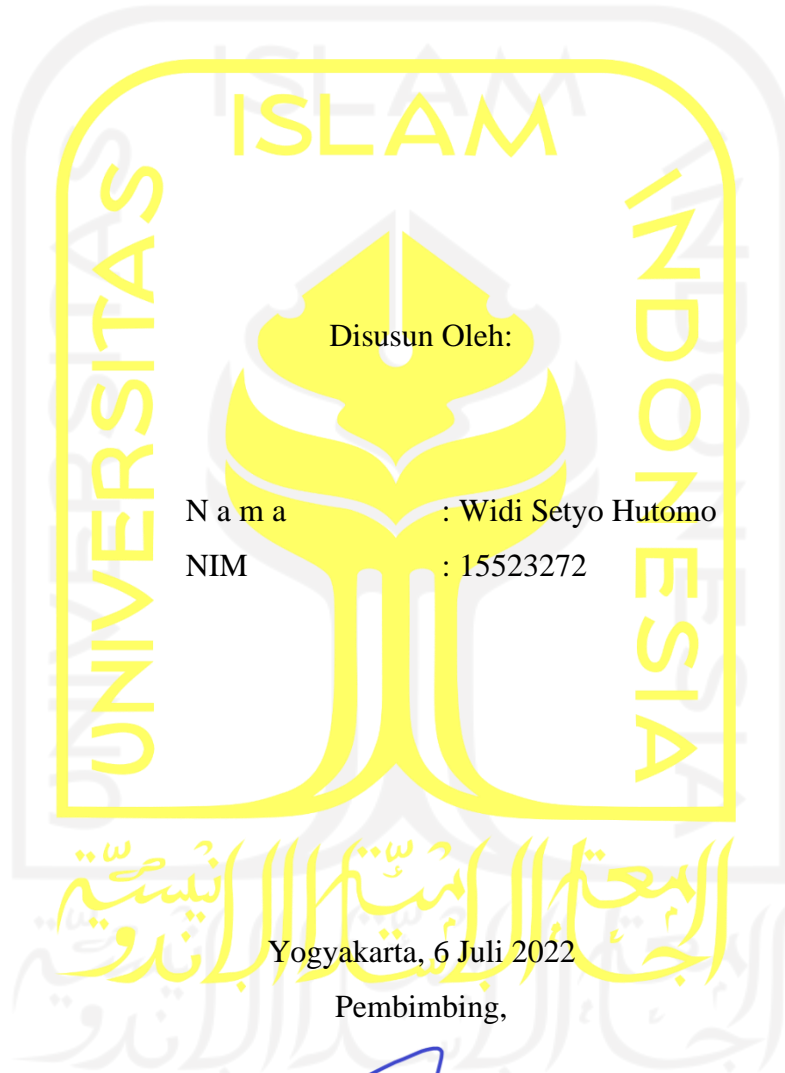 ISLAM
UNIVERSITAS
INDONESIA
Disusun Oleh:
N a m a : Widi Setyo Hutomo
NIM : 15523272
Yogyakarta, 6 Juli 2022
Pembimbing,